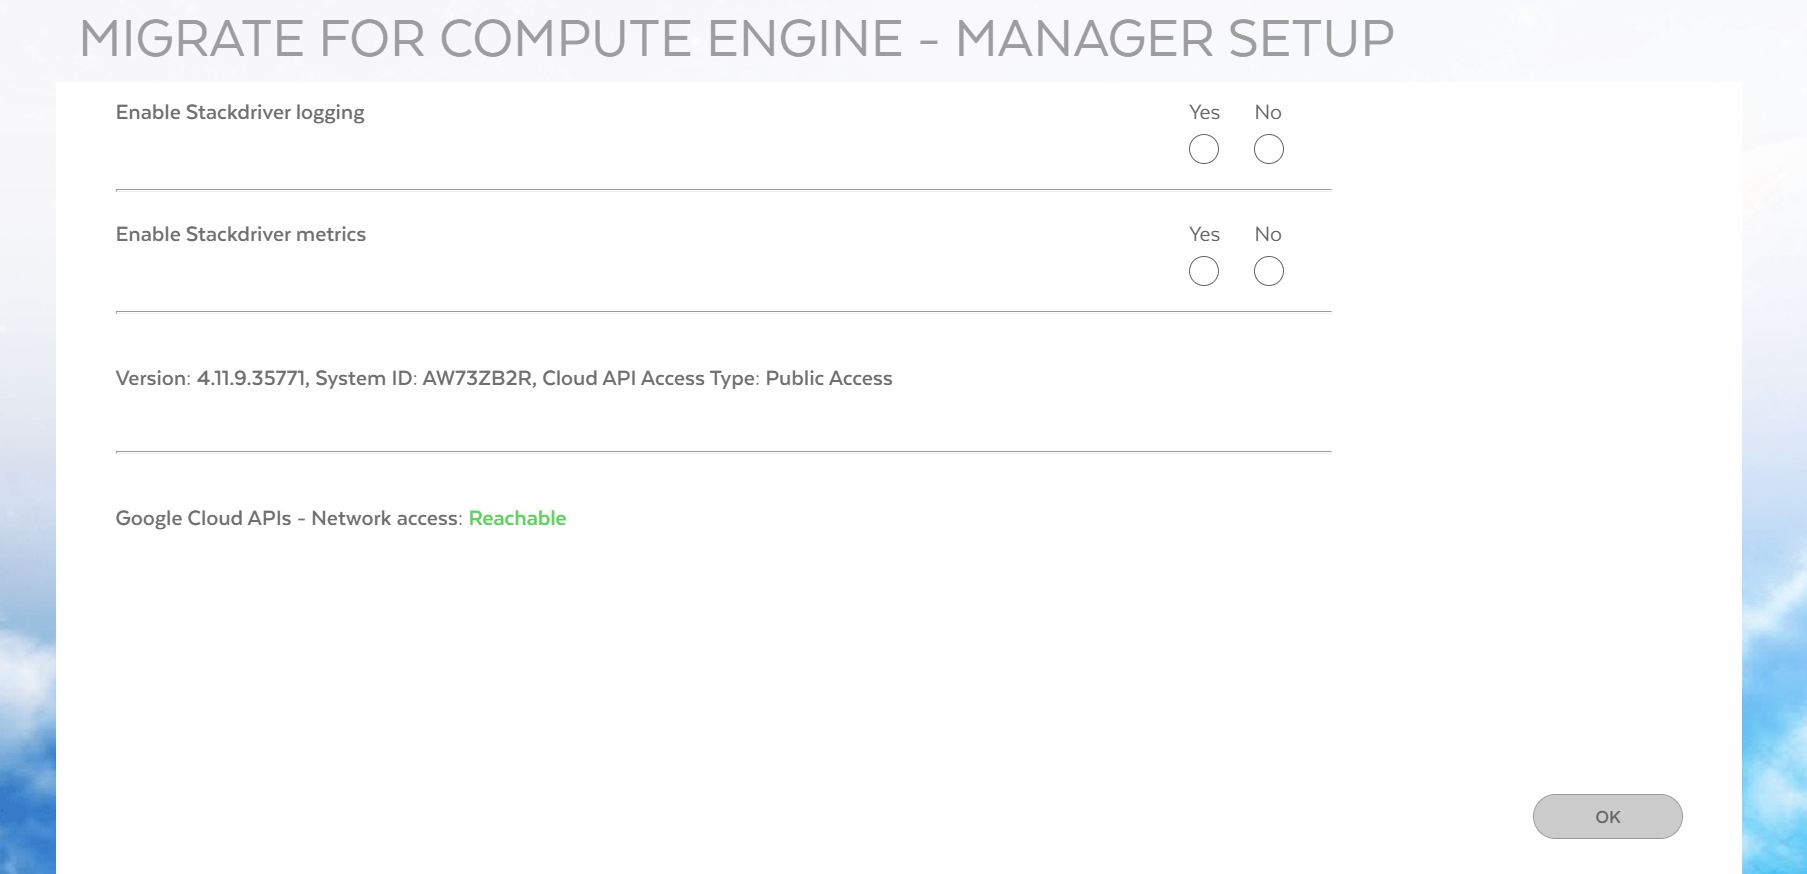 MIGRATE FOR COMPUTE ENGINE - MANAGER SETUP
Enable Stackdriver logging Yes No
Enable Stackdriver metrics Yes No
Version: 4.11.9.35771, System ID: AW73ZB2R, Cloud API Access Type: Public Access
Google Cloud APIs - Network access: Reachable
OK